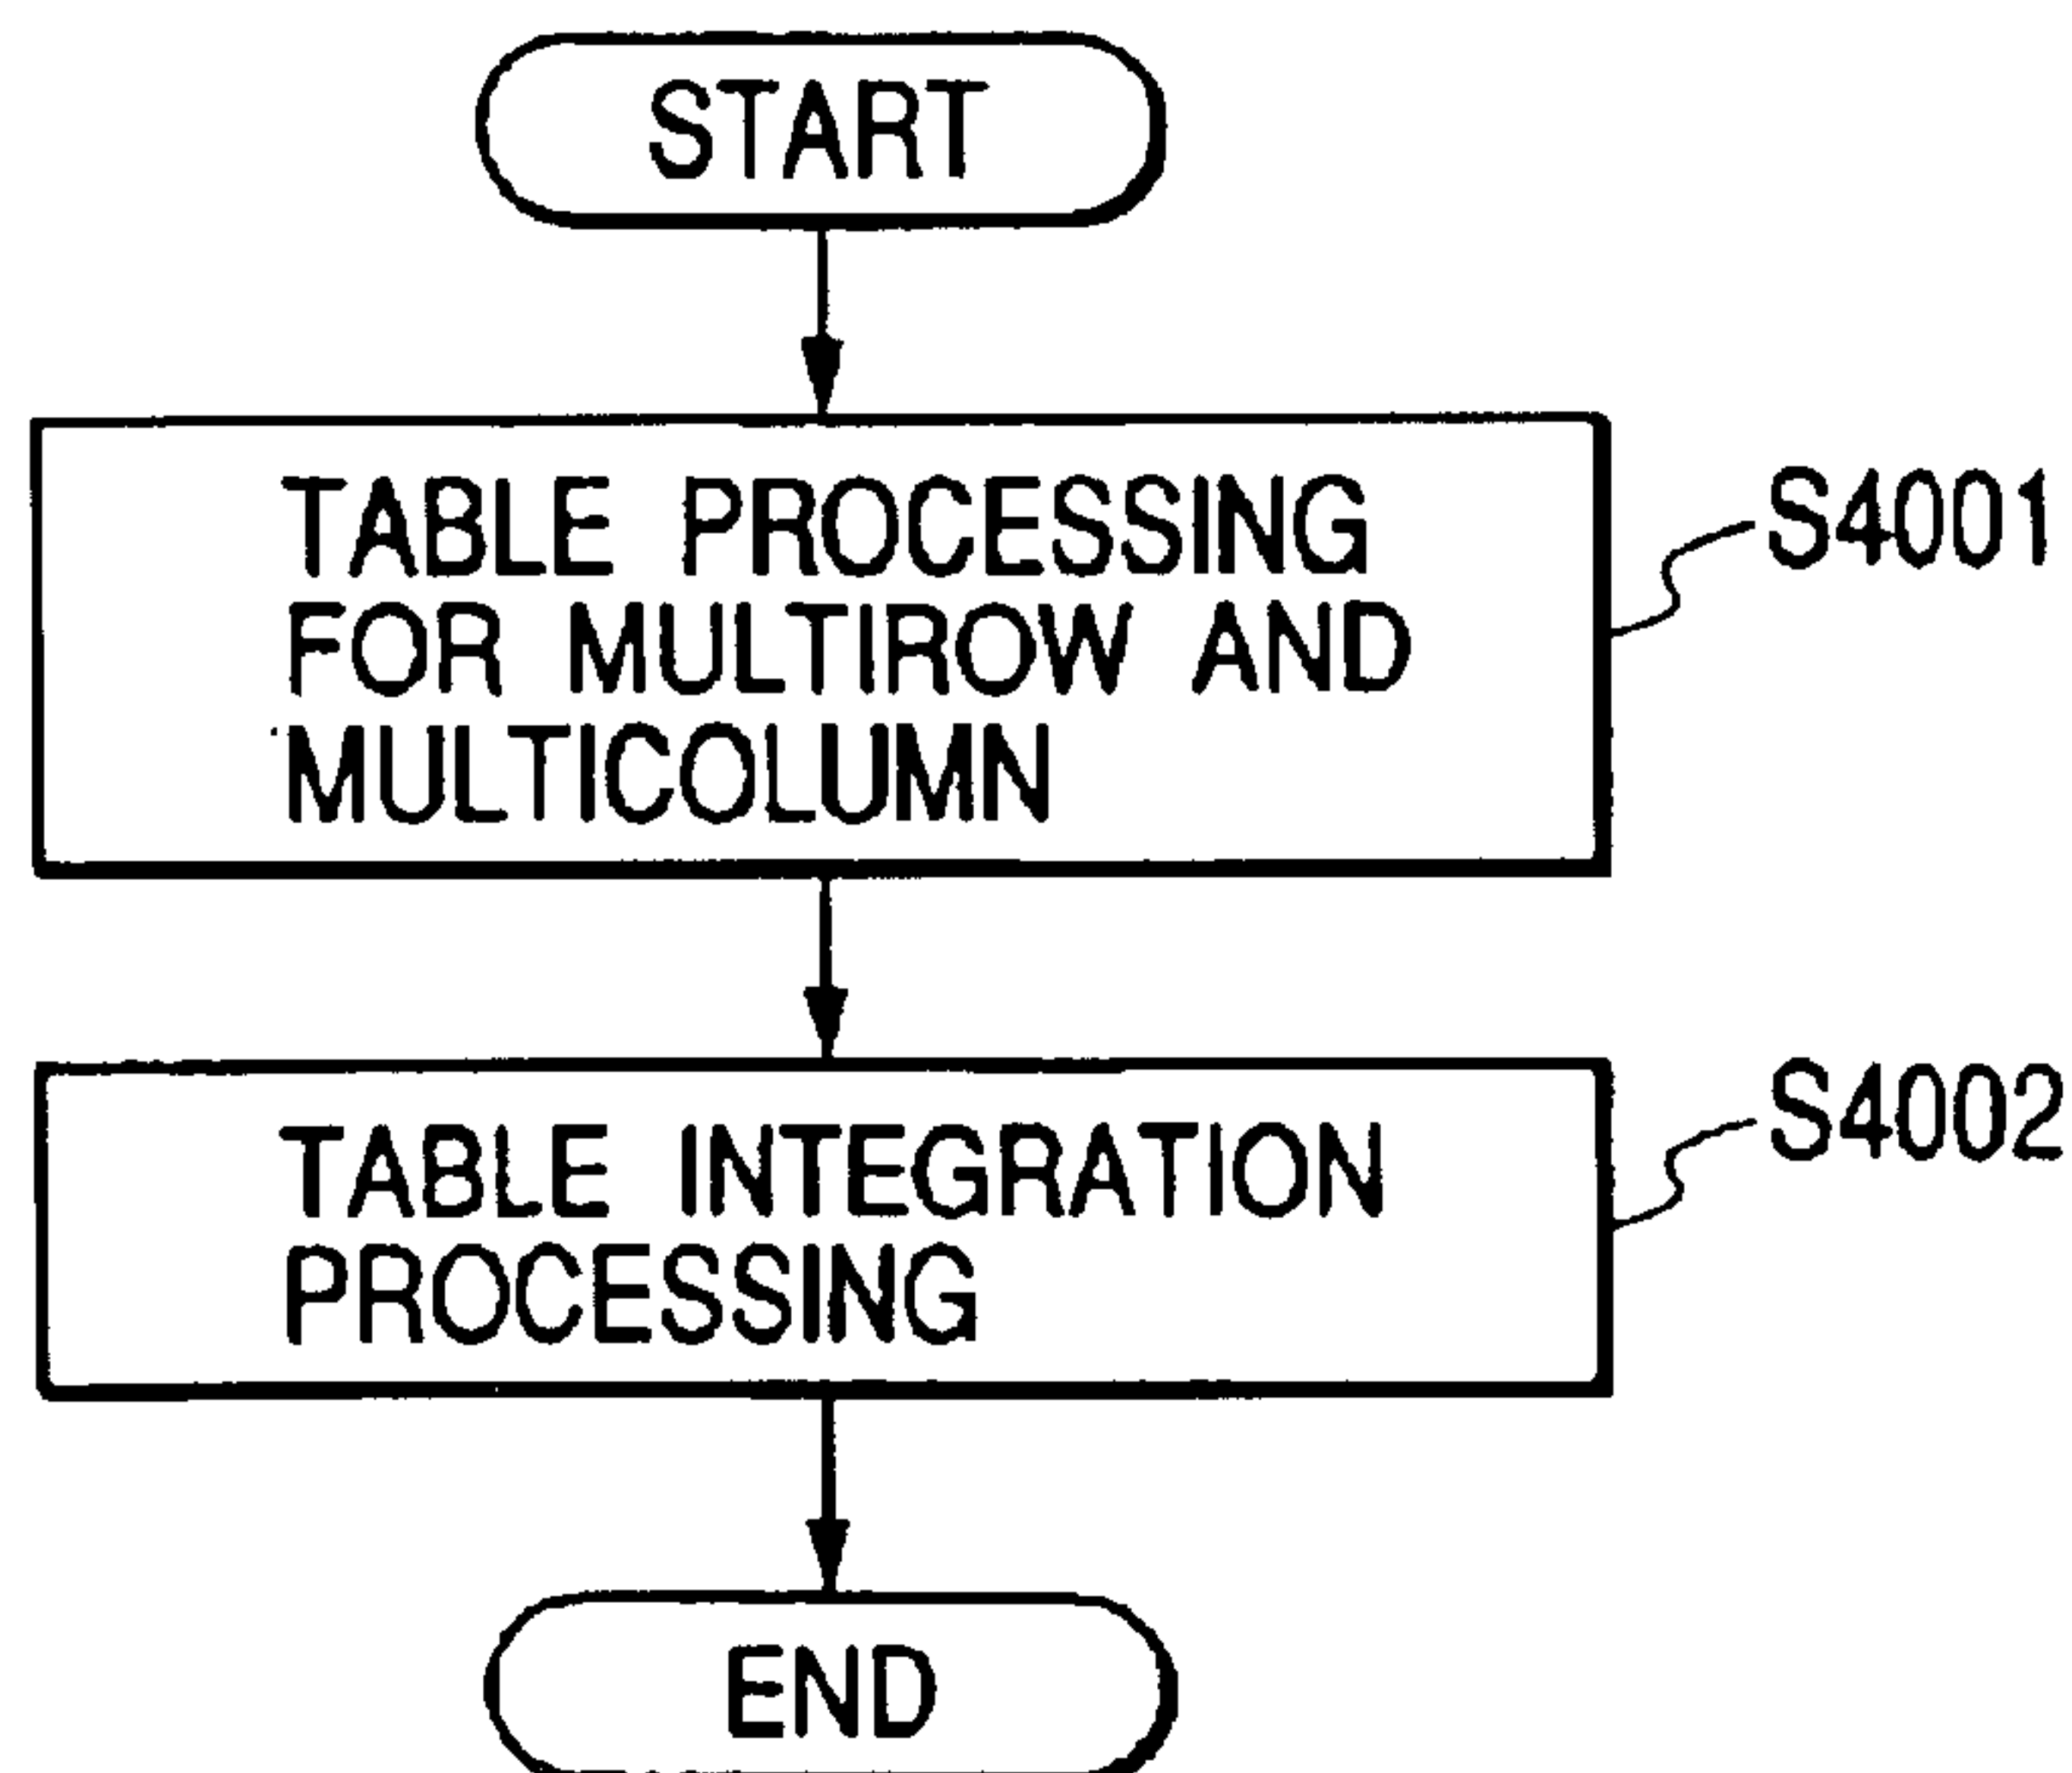 START
TABLE PROCESSING
FOR MULTIROW AND
MULTICOLUMN
S4001
TABLE INTEGRATION
PROCESSING
S4002
END